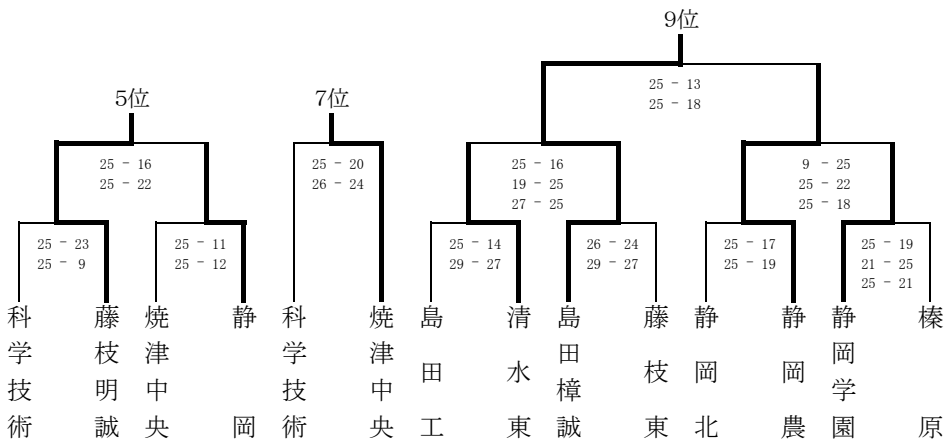 9位
25 - 13
25 - 18
5位
7位
25 - 16
25 - 22
25 - 20
26 - 24
25 - 16
19 - 25
27 - 25
9 - 25
25 - 22
25 - 18
25 - 23
25 - 9
25 - 11
25 - 12
25 - 14
29 - 27
26 - 24
29 - 27
25 - 17
25 - 19
25 - 19
21 - 25
25 - 21
科学技術
藤枝明誠
焼津中央
静岡
科学技術
焼津中央
島田工
清水東
島田樟誠
藤枝東
静岡北
静岡農
静岡学園
榛原